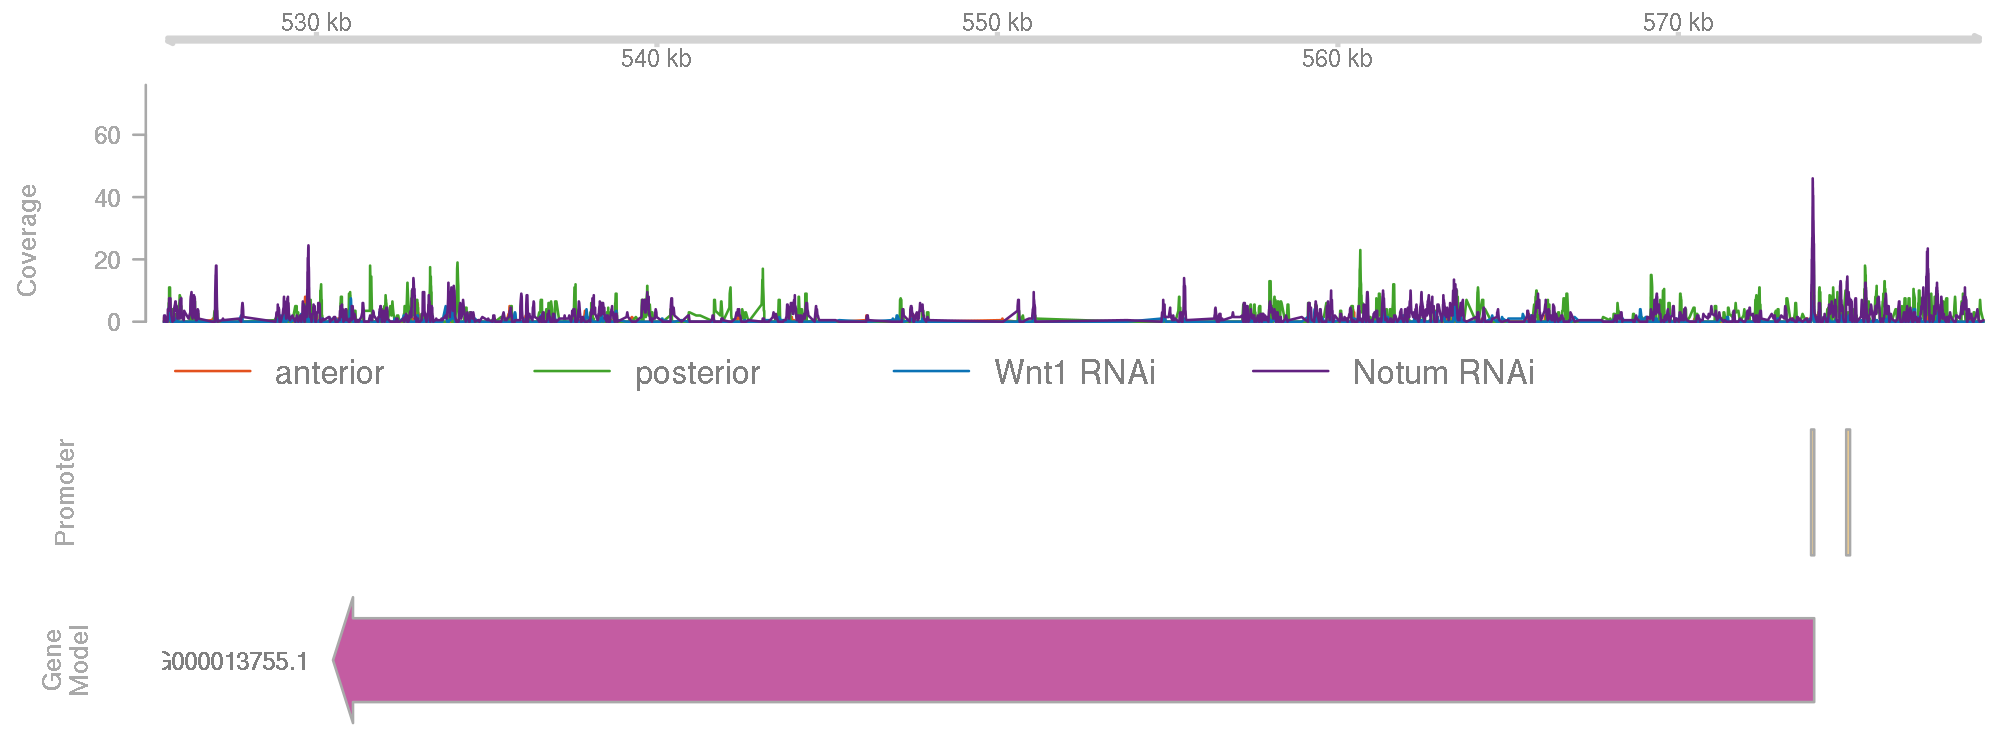 530 kb
550 kb
570 kb
540 kb
560 kb
Coverage
60
40
20
0
anterior
posterior
Wnt1 RNAi
Notum RNAi
Promoter
Gene
Model
G000013755.1